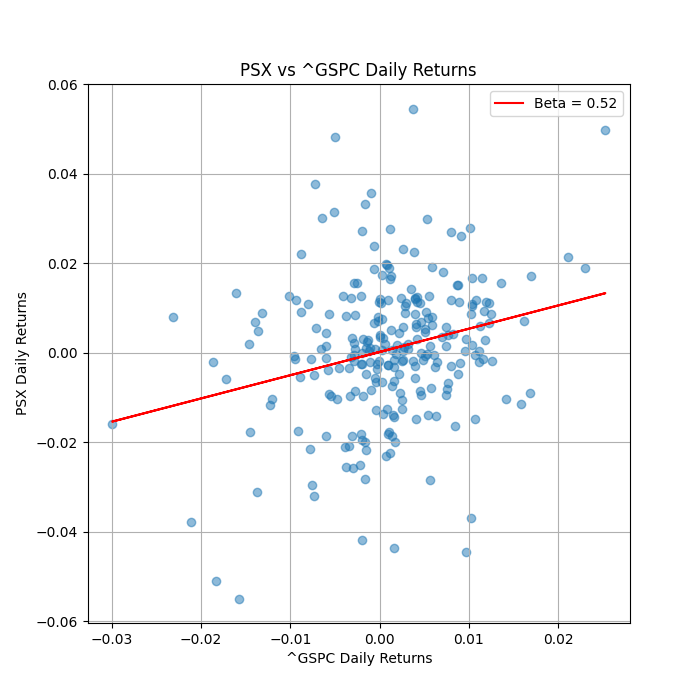 PSX vs ^GSPC Daily Returns
Beta = 0.52
PSX Daily Returns
0.06
0.04
0.02
0.00
−0.02
−0.04
−0.06
−0.03 −0.02 −0.01 0.00 0.01 0.02
^GSPC Daily Returns